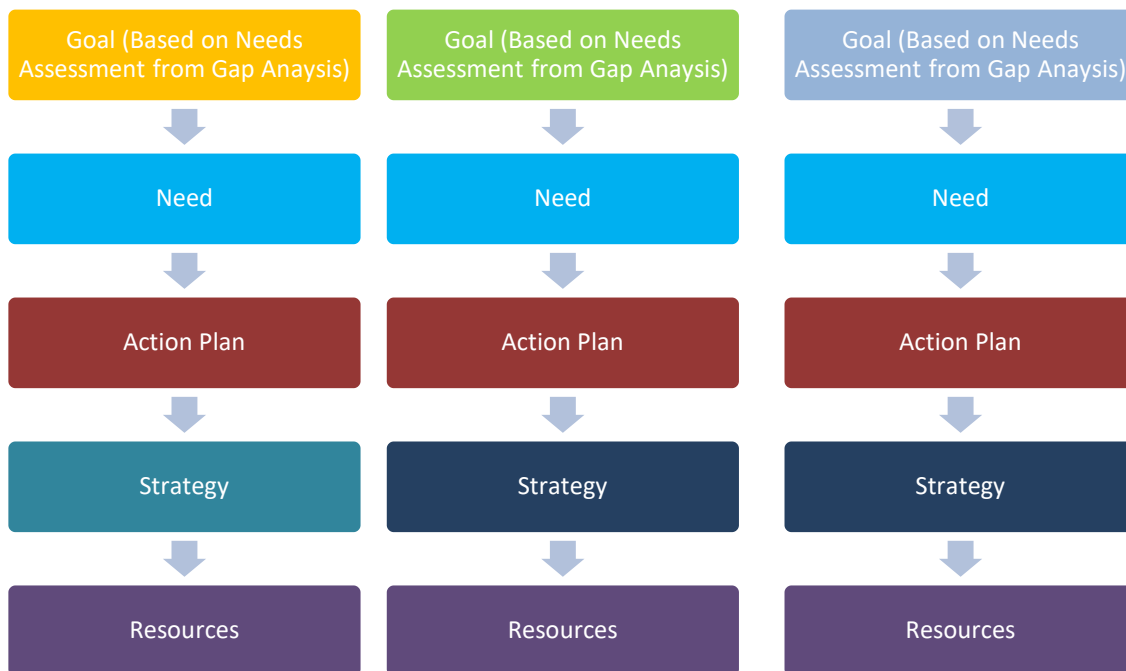 Goal (Based on Needs
Assessment from Gap Anaysis)
Goal (Based on Needs
Assessment from Gap Anaysis)
Goal (Based on Needs
Assessment from Gap Anaysis)
Need
Need
Need
Action Plan
Action Plan
Action Plan
Strategy
Strategy
Strategy
Resources
Resources
Resources